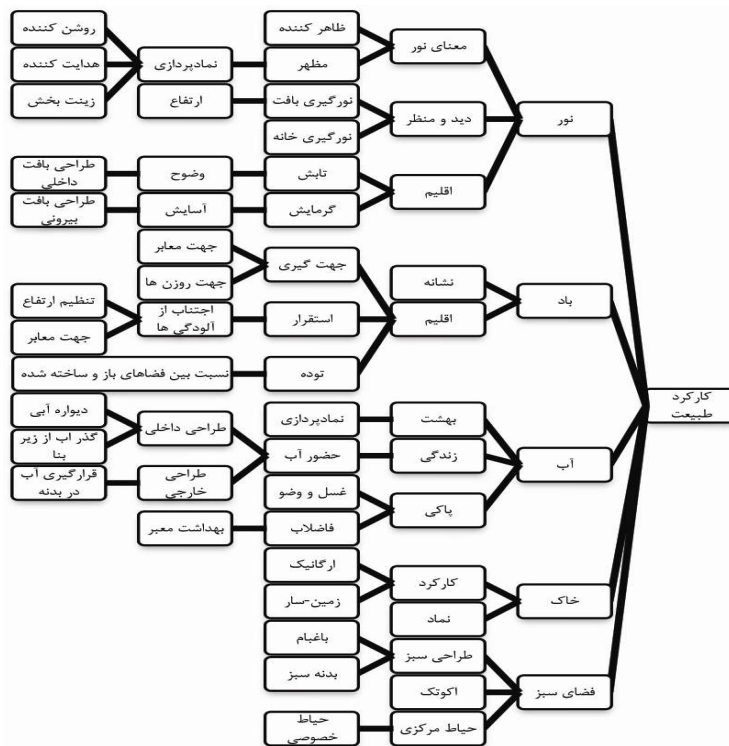 کارکرد
طبیعت
نور
معنای نور
ظاهر کننده
مظهر
نمادپردازی
روشن کننده
هدایت کننده
زینت بخش
دید و منظر
نورگیری بافت
ارتفاع
نورگیری خانه
اقلیم
تابش
وضوح
طراحی بافت
داخلی
گرمایش
آسایش
طراحی بافت
بیرونی
باد
نشانه
اقلیم
جهت گیری
جهت معابر
جهت روزن ها
استقرار
اجتناب از
آلودگی ها
تنظیم ارتفاع
جهت معابر
توده
نسبت بین فضاهای باز و ساخته شده
آب
بهشت
نمادپردازی
زندگی
حضور آب
طراحی داخلی
دیواره آبی
گذر اب از زیر
بنا
طراحی
خارجی
قرارگیری آب
در بدنه
پاکی
غسل و وضو
فاضلاب
بهداشت معبر
خاک
کارکرد
ارگانیک
زمین-سار
نماد
فضای سبز
طراحی سبز
باغبام
بدنه سبز
اکوتک
حیاط مرکزی
حیاط
خصوصی